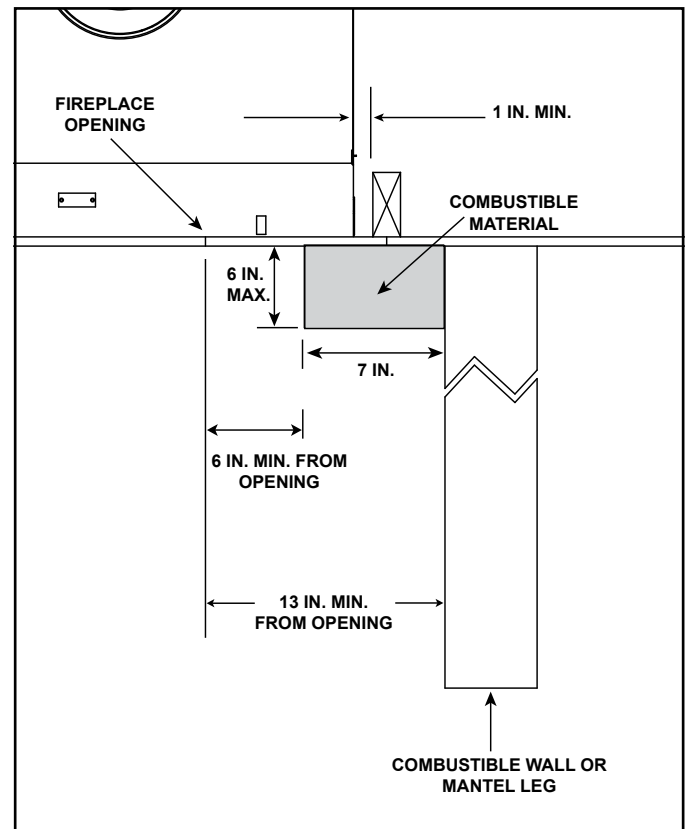 FIREPLACE
OPENING
1 IN. MIN.
COMBUSTIBLE
MATERIAL
6 IN.
MAX.
7 IN.
6 IN. MIN. FROM
OPENING
13 IN. MIN.
FROM OPENING
COMBUSTIBLE WALL OR
MANTEL LEG